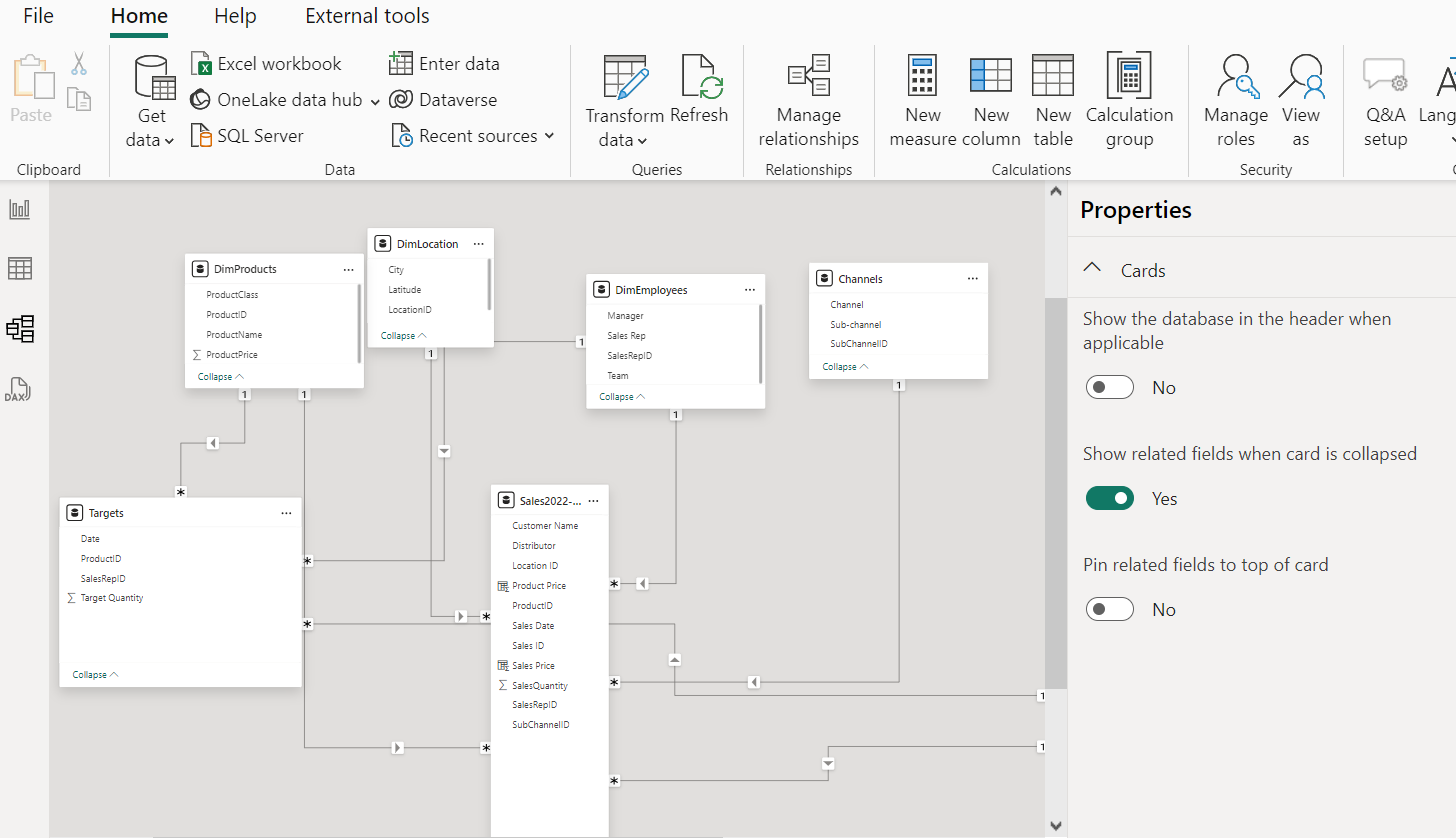 File
Home
Help
External tools
Paste
Get
data
Excel workbook
OneLake data hub
SQL Server
Enter data
Dataverse
Recent sources
Transform
data
Refresh
Manage
relationships
New
measure
New
column
New
table
Calculation
group
Manage
roles
View
as
Q&A
setup
Lang
Clipboard
Data
Queries
Relationships
Calculations
Security
DAX
DimProducts
ProductClass
ProductID
ProductName
ProductPrice
Collapse
DimLocation
City
Latitude
LocationID
Collapse
DimEmployees
Manager
Sales Rep
SalesRepID
Team
Collapse
Channels
Channel
Sub-channel
SubChannelID
Collapse
1
1
1
1
1
1
Targets
Date
ProductID
SalesRepID
Target Quantity
Collapse
Sales2022-...
Customer Name
Distributor
Location ID
Product Price
ProductID
Sales Date
Sales ID
Sales Price
SalesQuantity
SalesRepID
SubChannelID
1
1
Properties
Cards
Show the database in the header when
applicable
No
Show related fields when card is collapsed
Yes
Pin related fields to top of card
No